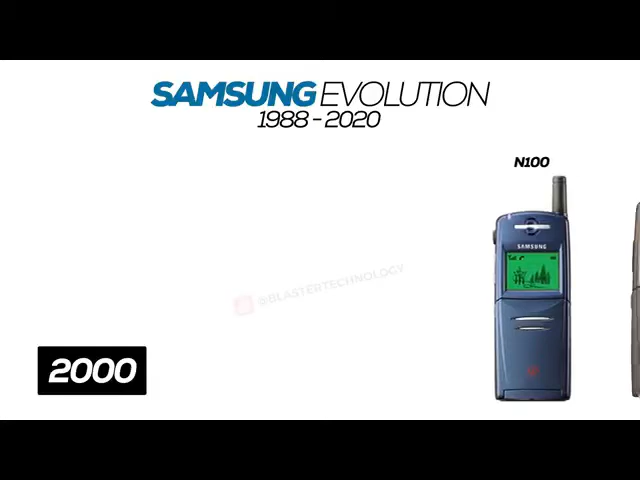 SAMSUNG EVOLUTION
1988 - 2020
N100
SAMSUNG
@BLASTERTECHNOLOGY
2000